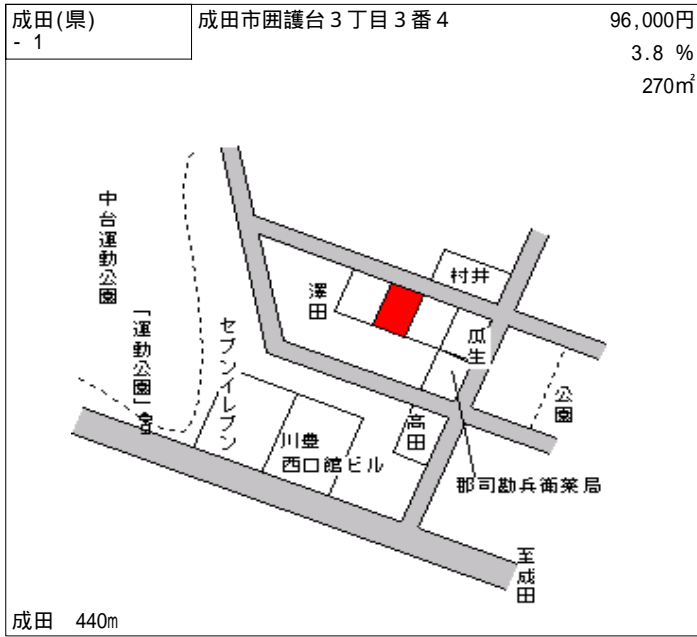 成田(県)
- 1
成田市囲護台３丁目３番４
96,000円
3.8 %
270㎡
中台運動公園
「運動公園」
セブンイレブン
澤田
村井
瓜生
公園
高田
川豊
西口館ビル
郡司勘兵衛薬局
至成田
成田 440m